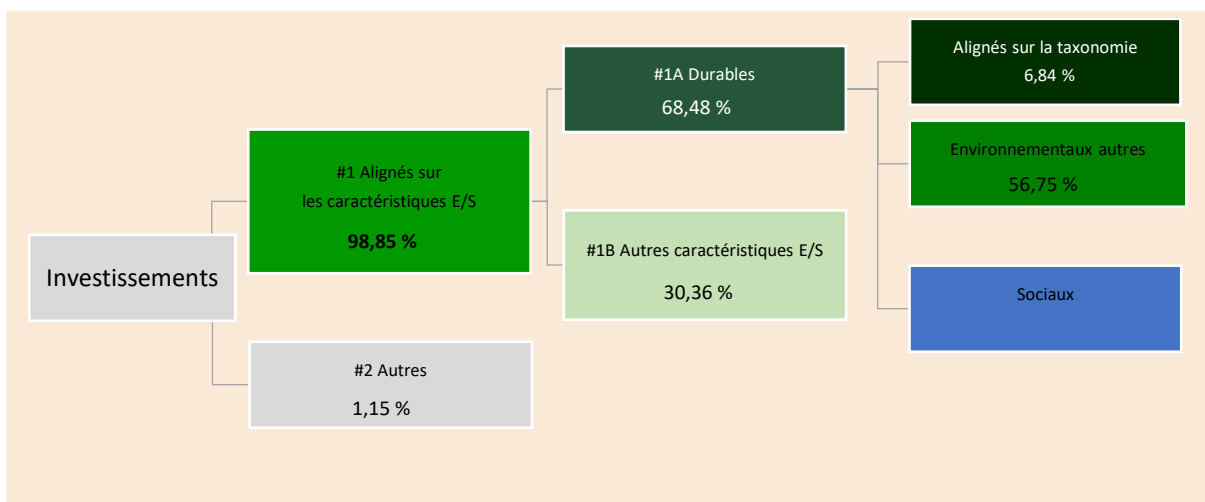 Investissements
#1 Alignés sur
les caractéristiques E/S
98,85 %
#2 Autres
1,15 %
#1A Durables
68,48 %
#1B Autres caractéristiques E/S
30,36 %
Alignés sur la taxonomie
6,84 %
Environnementaux autres
56,75 %
Sociaux